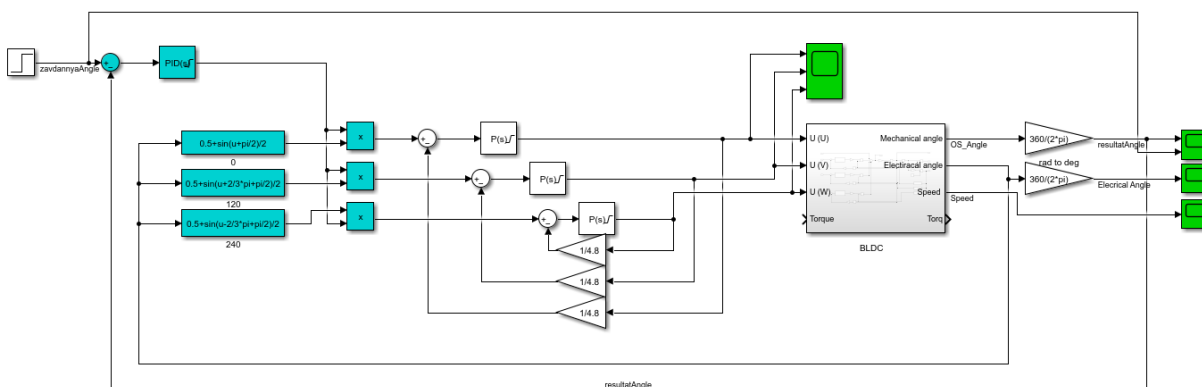 zavdannyaAngle
PID(s)
0.5+sin(u+pi/2)/2
0
0.5+sin(u+2/3*pi+pi/2)/2
120
0.5+sin(u-2/3*pi+pi/2)/2
240
x
x
x
+
−
+
−
+
−
+
−
P(s)
P(s)
P(s)
1/4.8
1/4.8
1/4.8
U (U)
U (V)
U (W)
Torque
Mechanical angle
Electiracal angle
Speed
Torq
BLDC
OS_Angle
Speed
360/(2*pi)
rad to deg
360/(2*pi)
resultatAngle
Elecrical Angle
resultatAngle